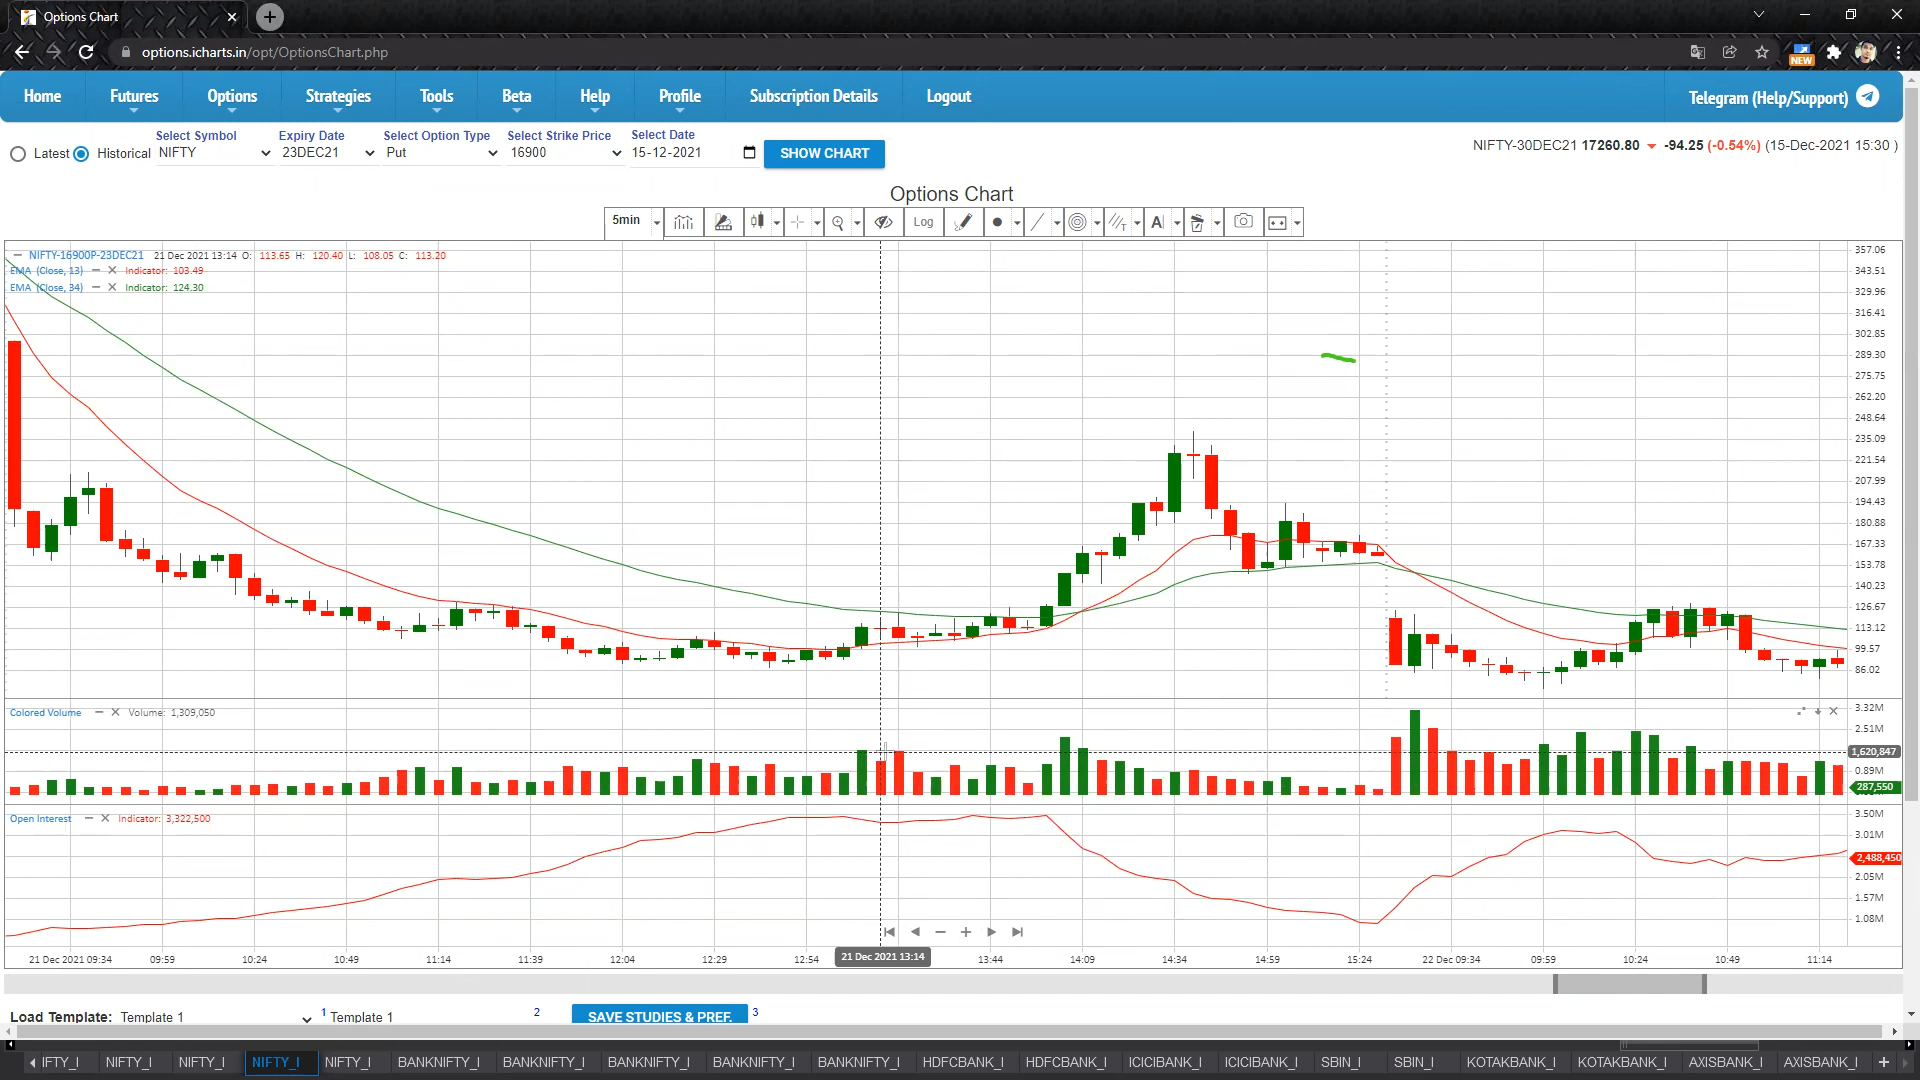 Options Chart
options.icharts.in/opt/OptionsChart.php
NEW
Home Futures Options Strategies Tools Beta Help Profile Subscription Details Logout Telegram (Help/Support)
Select Symbol Expiry Date Select Option Type Select Strike Price Select Date
Latest Historical NIFTY 23DEC21 Put 16900 15-12-2021 SHOW CHART
NIFTY-30DEC21 17260.80 -94.25 (-0.54%) (15-Dec-2021 15:30 )
Options Chart
5min Log A
NIFTY-16900P-23DEC21 21 Dec 2021 13:14 O: 113.65 H: 120.40 L: 108.05 C: 113.20
EMA (Close, 13) Indicator: 103.49
EMA (Close, 34) Indicator: 124.30
357.06
343.51
329.96
316.41
302.85
289.30
275.75
262.20
248.64
235.09
221.54
207.99
194.43
180.88
167.33
153.78
140.23
126.67
113.12
99.57
86.02
Colored Volume Volume: 1,309,050
3.32M
2.51M
1,620,847
0.89M
287,550
Open Interest Indicator: 3,322,500
3.50M
3.01M
2,488,450
2.05M
1.57M
1.08M
21 Dec 2021 09:34 09:59 10:24 10:49 11:14 11:39 12:04 12:29 12:54 21 Dec 2021 13:14 13:44 14:09 14:34 14:59 15:24 22 Dec 09:34 09:59 10:24 10:49 11:14
Load Template: Template 1 1 Template 1 2 SAVE STUDIES & PREF. 3
IFTY_I NIFTY_I NIFTY_I NIFTY_I NIFTY_I BANKNIFTY_I BANKNIFTY_I BANKNIFTY_I BANKNIFTY_I BANKNIFTY_I HDFCBANK_I HDFCBANK_I ICICIBANK_I ICICIBANK_I SBIN_I SBIN_I KOTAKBANK_I KOTAKBANK_I AXISBANK_I AXISBANK_I